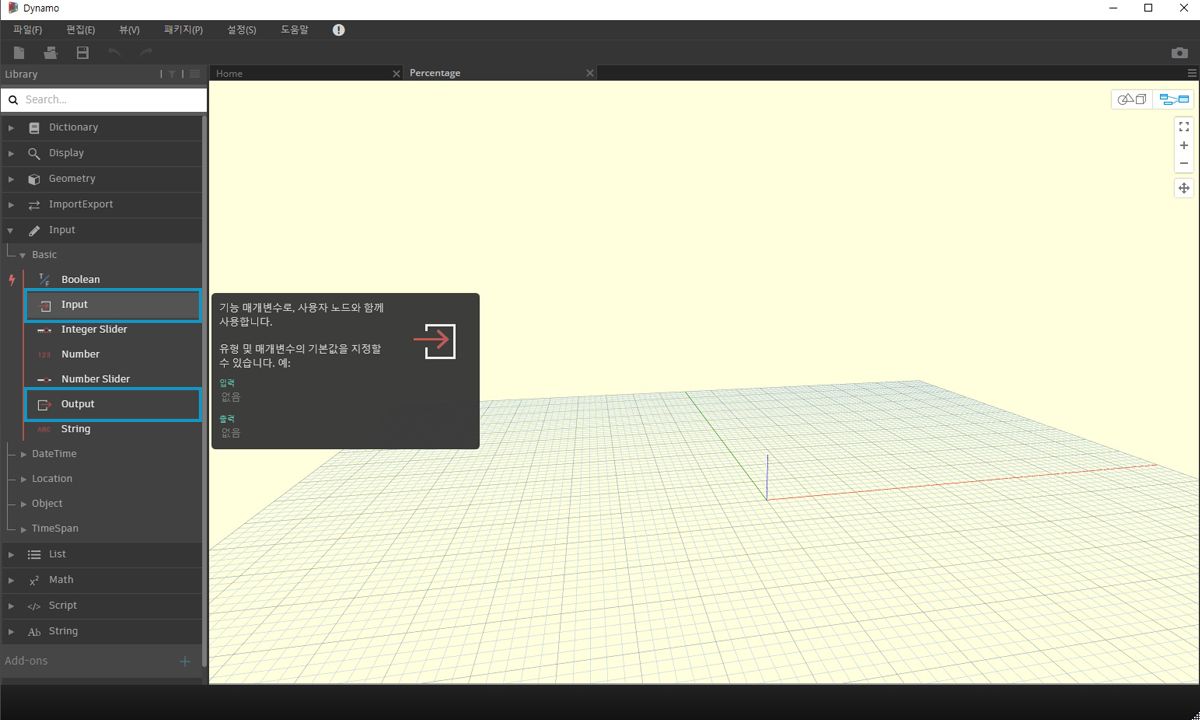 Dynamo
파일(F) 편집(E) 뷰(V) 패키지(P) 설정(S) 도움말
Library
Home
Percentage
Search...
Dictionary
Display
Geometry
ImportExport
Input
Basic
Boolean
Input
Integer Slider
123 Number
Number Slider
Output
ABC String
DateTime
Location
Object
TimeSpan
List
x² Math
</> Script
Ab String
Add-ons
기능 매개변수로, 사용자 노드와 함께
사용합니다.
유형 및 매개변수의 기본값을 지정할
수 있습니다. 예:
입력
없음
출력
없음